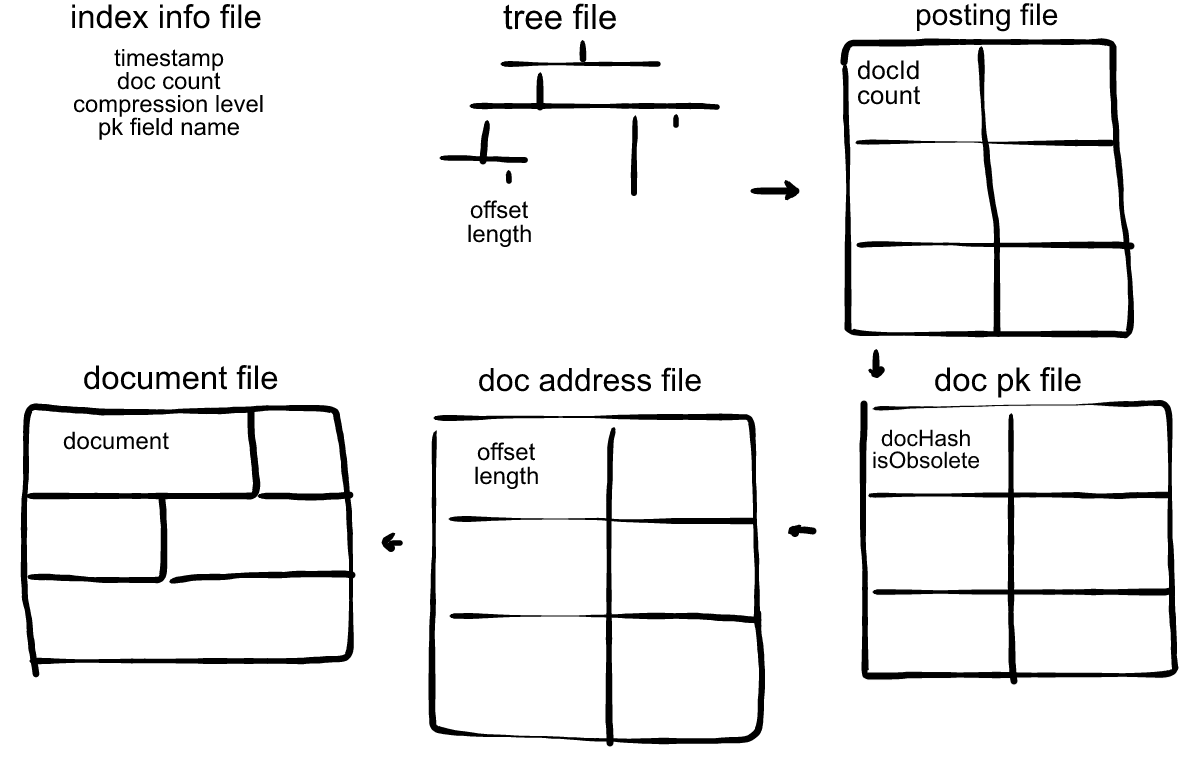 index info file
timestamp
doc count
compression level
pk field name
tree file
offset
length
posting file
docId
count
document file
document
doc address file
offset
length
doc pk file
docHash
isObsolete